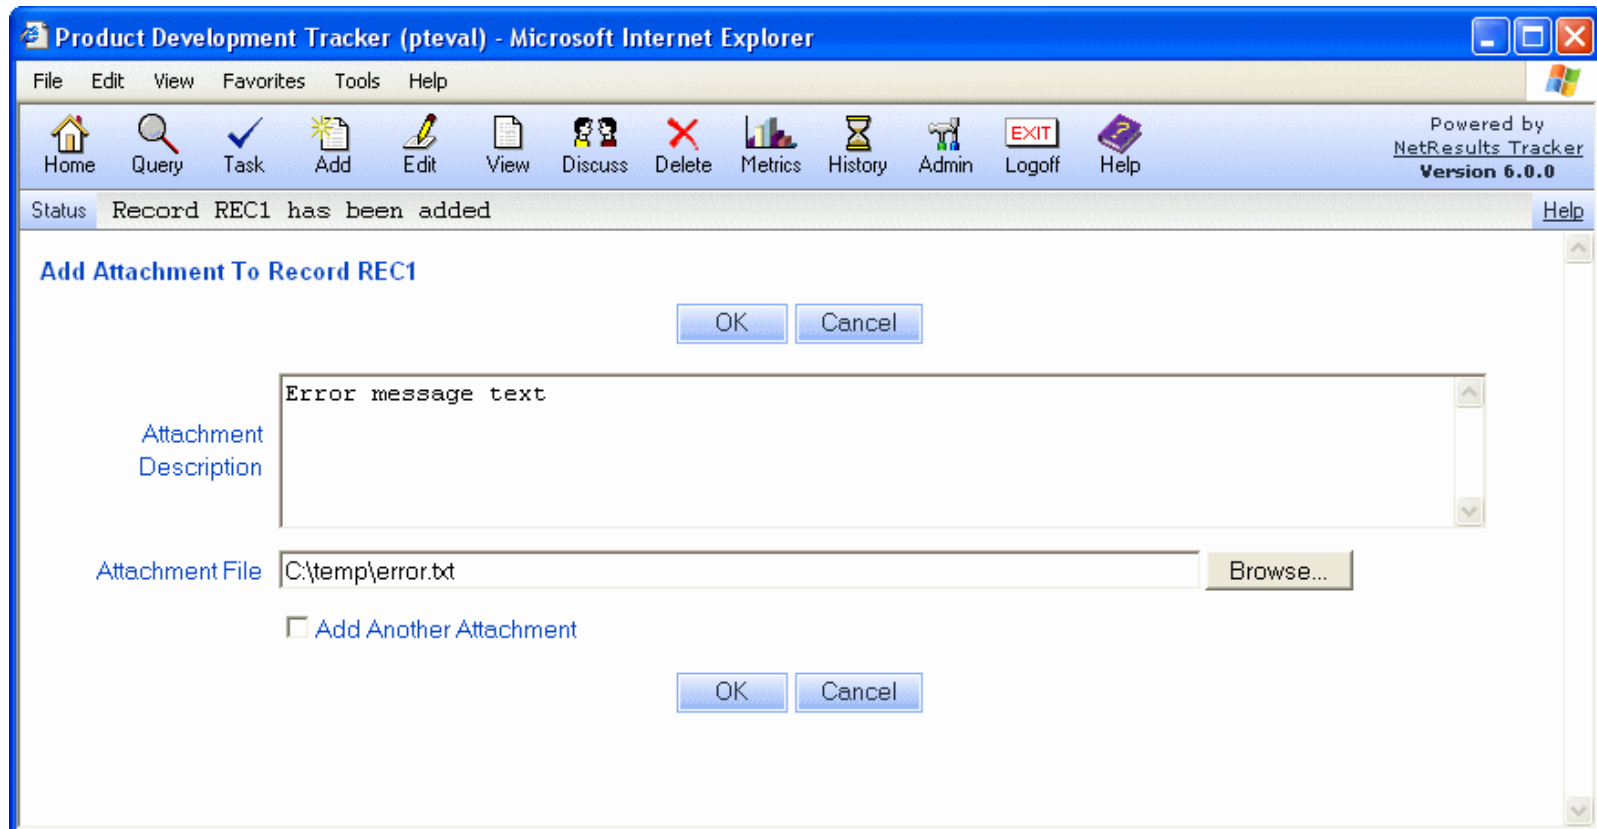 Product Development Tracker (pteval) - Microsoft Internet Explorer
File Edit View Favorites Tools Help
Home Query Task Add Edit View Discuss Delete Metrics History Admin EXIT Logoff ? Help
Powered by
NetResults Tracker
Version 6.0.0
Status Record REC1 has been added Help
Add Attachment To Record REC1
OK Cancel
Error message text
Attachment
Description
Attachment File C:\temp\error.txt Browse...
Add Another Attachment
OK Cancel